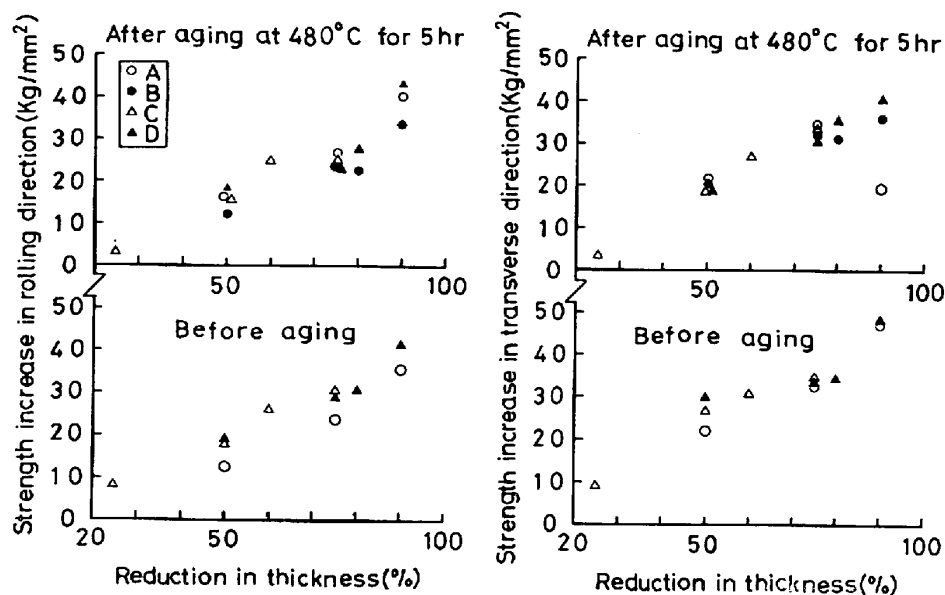 After aging at 480°C for 5hr
Strength increase in rolling direction(Kg/mm²)
50
40
30
20
10
0
A
B
C
D
50
100
Before aging
50
40
30
20
10
0
20
50
100
Reduction in thickness(%)
After aging at 480°C for 5hr
Strength increase in transverse direction(Kg/mm²)
50
40
30
20
10
0
50
100
Before aging
50
40
30
20
10
0
20
50
100
Reduction in thickness(%)